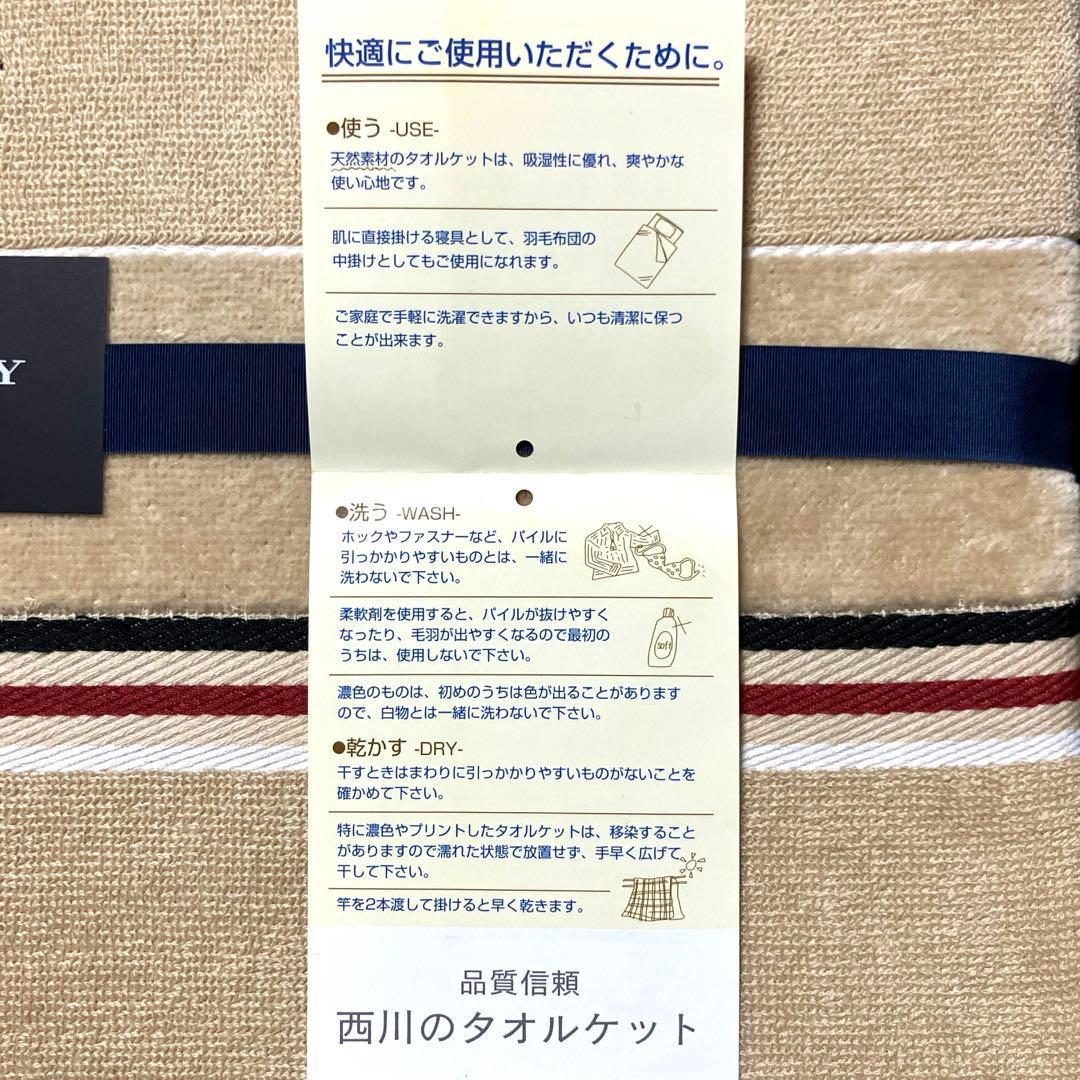 快適にご使用いただくために。
●使う -USE-
天然素材のタオルケットは、吸湿性に優れ、爽やかな
使い心地です。
肌に直接掛ける寝具として、羽毛布団の
中掛けとしてもご使用になれます。
ご家庭で手軽に洗濯できますから、いつも清潔に保つ
ことが出来ます。
Y
●洗う -WASH-
ホックやファスナーなど、パイルに
引っかかりやすいものとは、一緒に
洗わないで下さい。
柔軟剤を使用すると、パイルが抜けやすく
なったり、毛羽が出やすくなるので最初の
うちは、使用しないで下さい。
Soft
濃色のものは、初めのうちは色が出ることがあります
ので、白物とは一緒に洗わないで下さい。
●乾かす -DRY-
干すときはまわりに引っかかりやすいものがないことを
確かめて下さい。
特に濃色やプリントしたタオルケットは、移染すること
がありますので濡れた状態で放置せず、手早く広げて
干して下さい。
竿を2本渡して掛けると早く乾きます。
品質信頼
西川のタオルケット